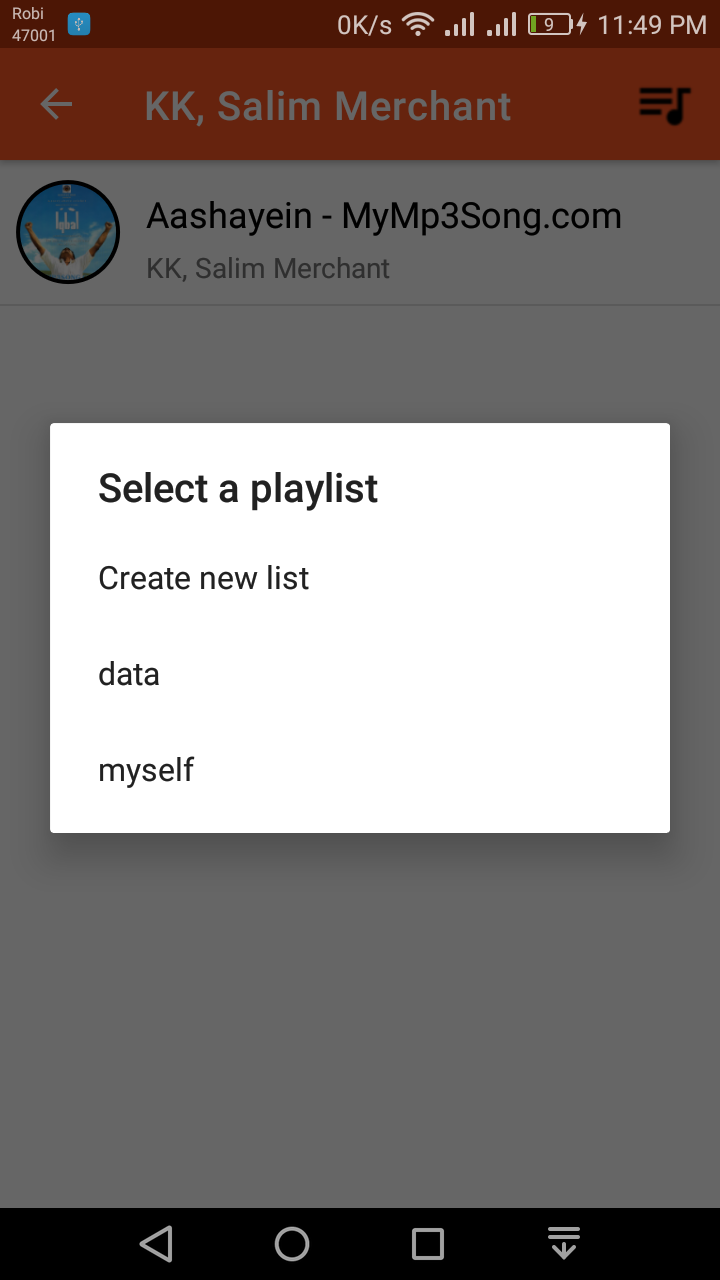 Robi
47001
0K/s
9
11:49 PM
KK, Salim Merchant
Iqbal
Aashayein - MyMp3Song.com
KK, Salim Merchant
Select a playlist
Create new list
data
myself